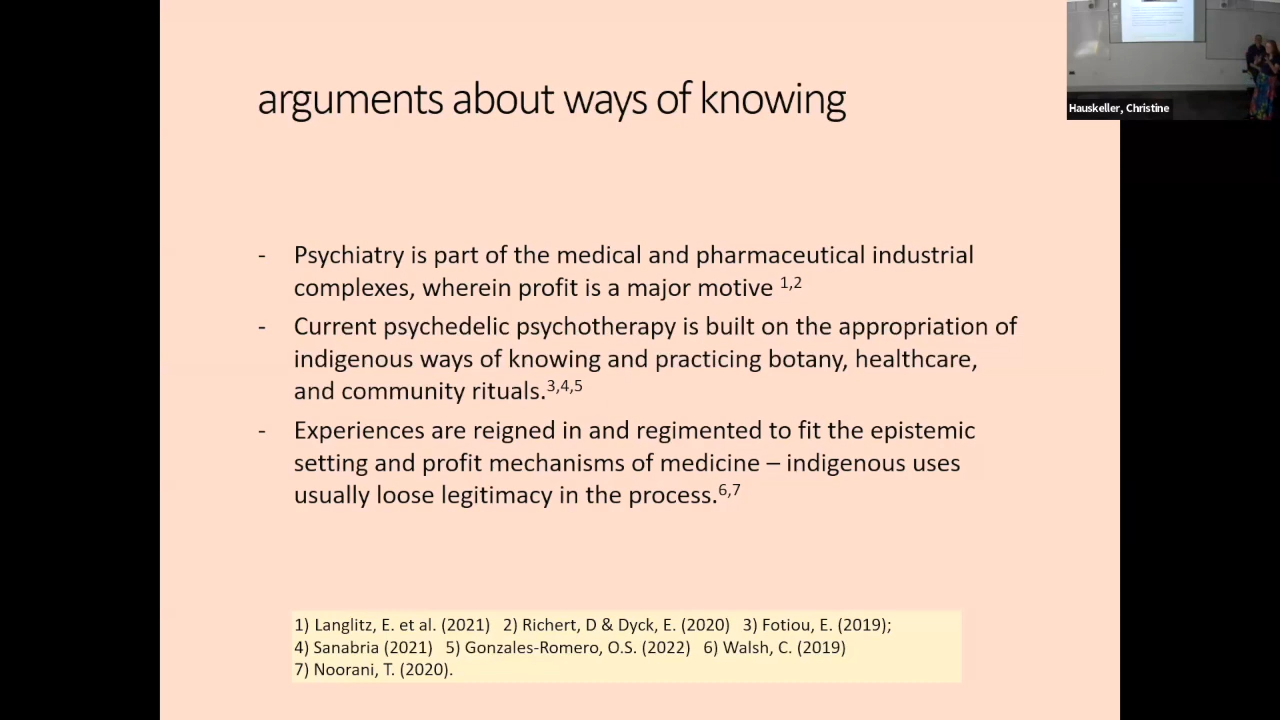 arguments about ways of knowing
Hauskeller, Christine
- Psychiatry is part of the medical and pharmaceutical industrial
complexes, wherein profit is a major motive 1,2
- Current psychedelic psychotherapy is built on the appropriation of
indigenous ways of knowing and practicing botany, healthcare,
and community rituals.3,4,5
- Experiences are reigned in and regimented to fit the epistemic
setting and profit mechanisms of medicine – indigenous uses
usually loose legitimacy in the process.6,7
1) Langlitz, E. et al. (2021) 2) Richert, D & Dyck, E. (2020) 3) Fotiou, E. (2019);
4) Sanabria (2021) 5) Gonzales-Romero, O.S. (2022) 6) Walsh, C. (2019)
7) Noorani, T. (2020).